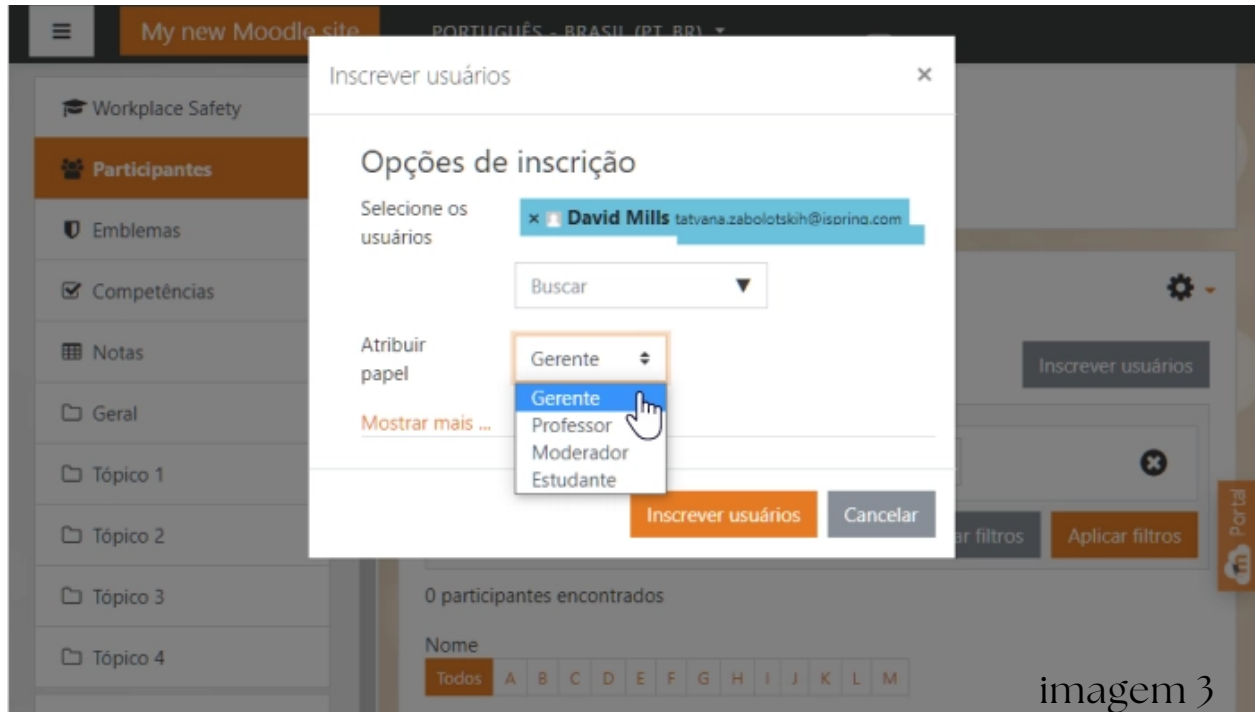 My new Moodle site
PORTUGUÊS - BRASIL (PT_BR)
Workplace Safety
Participantes
Emblemas
Competências
Notas
Geral
Tópico 1
Tópico 2
Tópico 3
Tópico 4
Inscrever usuários
×
Opções de inscrição
Selecione os
usuários
× David Mills tatyana.zabolotskih@ispring.com
Buscar
Atribuir
papel
Gerente
Gerente
Professor
Moderador
Estudante
Mostrar mais ...
Inscrever usuários
Cancelar
Inscrever usuários
filtros
Aplicar filtros
Portal
0 participantes encontrados
Nome
Todos A B C D E F G H I J K L M
imagem 3